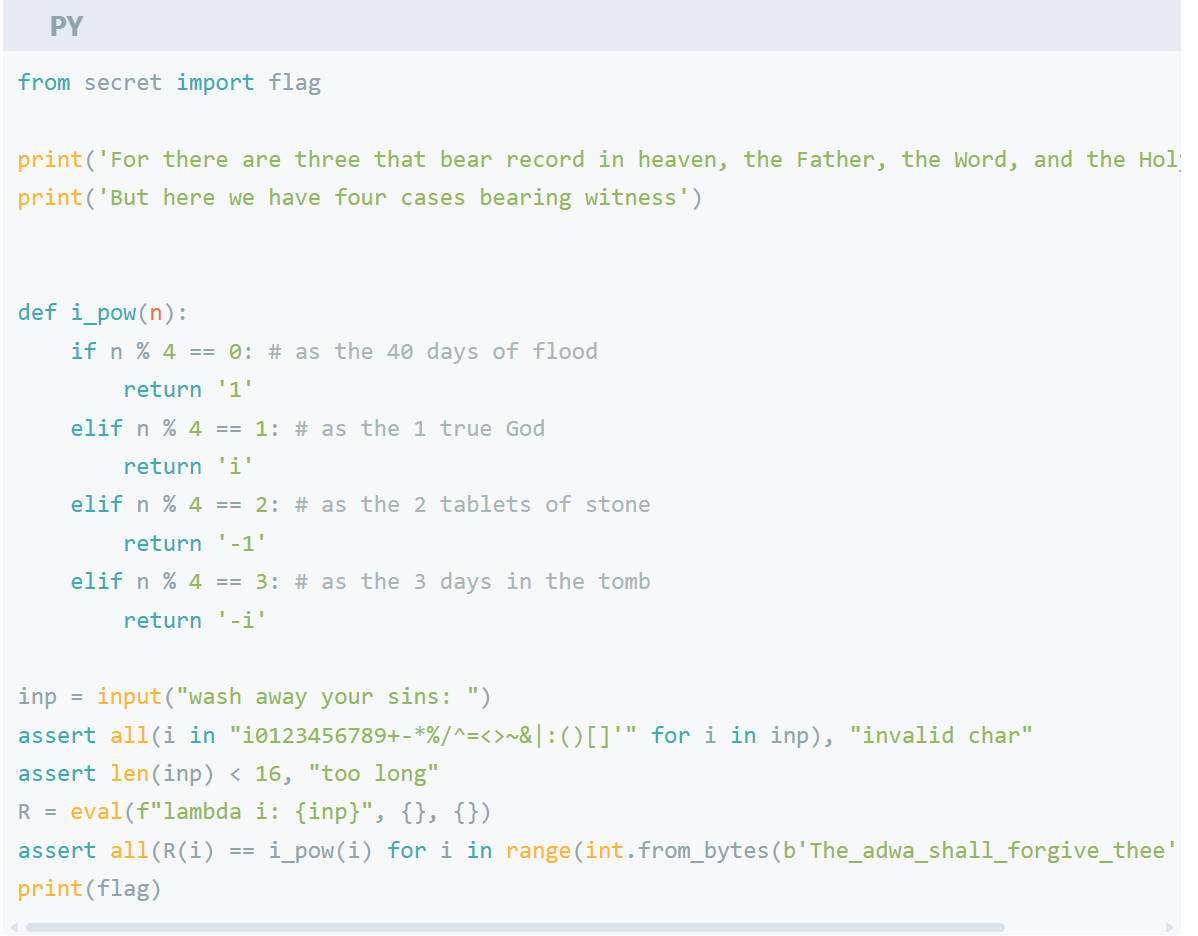 PY
from secret import flag
print('For there are three that bear record in heaven, the Father, the Word, and the Hol
print('But here we have four cases bearing witness')
def i_pow(n):
    if n % 4 == 0: # as the 40 days of flood
        return '1'
    elif n % 4 == 1: # as the 1 true God
        return 'i'
    elif n % 4 == 2: # as the 2 tablets of stone
        return '-1'
    elif n % 4 == 3: # as the 3 days in the tomb
        return '-i'
inp = input("wash away your sins: ")
assert all(i in "i0123456789+-*%/^=<>~&|:()[]'" for i in inp), "invalid char"
assert len(inp) < 16, "too long"
R = eval(f"lambda i: {inp}", {}, {})
assert all(R(i) == i_pow(i) for i in range(int.from_bytes(b'The_adwa_shall_forgive_thee'
print(flag)